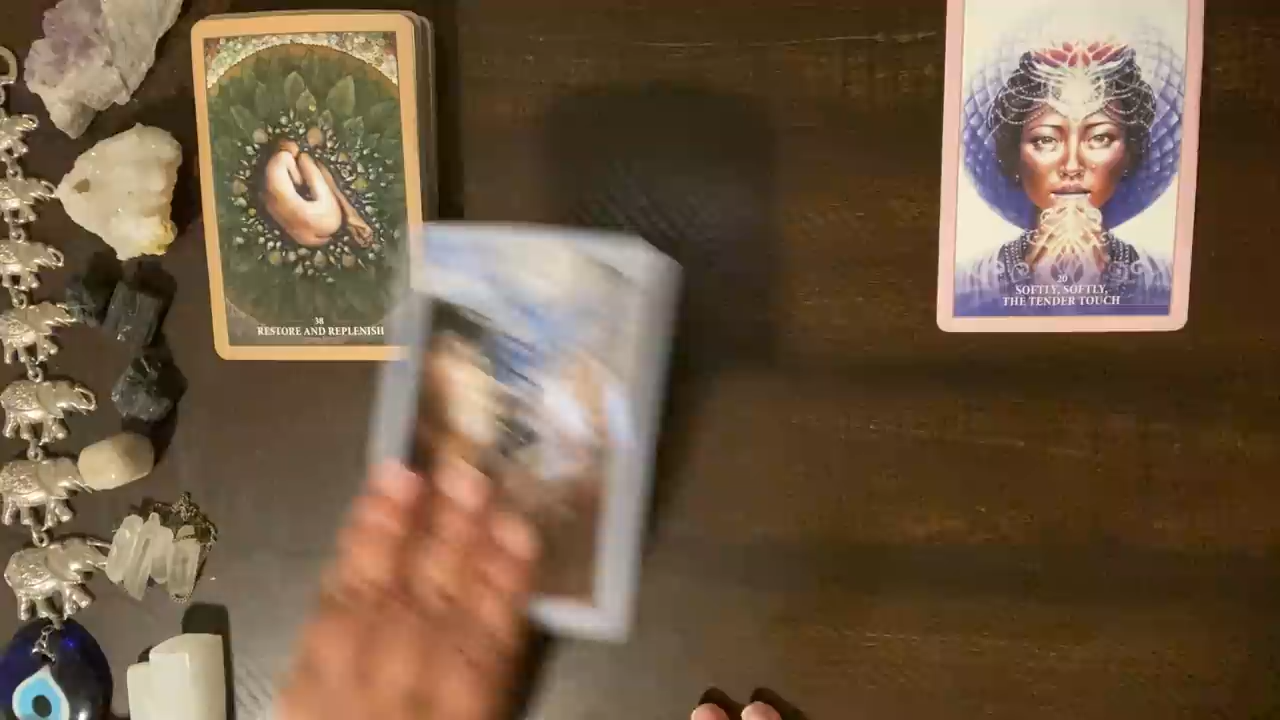 38
RESTORE AND REPLENISH
20
SOFTLY, SOFTLY,
THE TENDER TOUCH